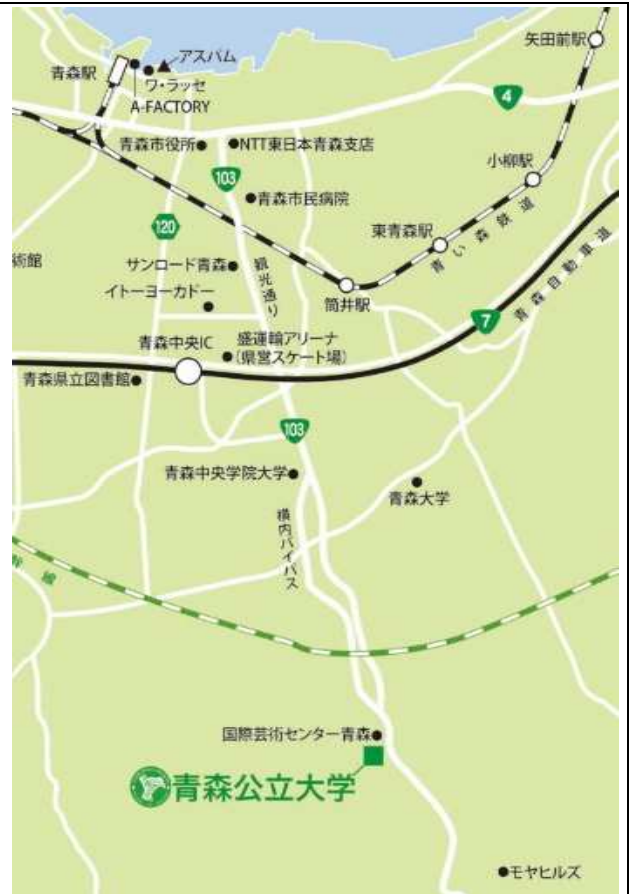 矢田前駅
アスパム
青森駅
ワ・ラッセ
A-FACTORY
4
青森市役所
NTT東日本青森支店
小柳駅
103
青森市民病院
120
東青森駅
青い森鉄道
術館
サンロード青森
観光通り
イトーヨーカドー
筒井駅
7
青森自動車道
青森中央IC
盛運輸アリーナ
(県営スケート場)
青森県立図書館
103
青森中央学院大学
青森大学
横内バイパス
幹線
国際芸術センター青森
青森公立大学
モヤヒルズ